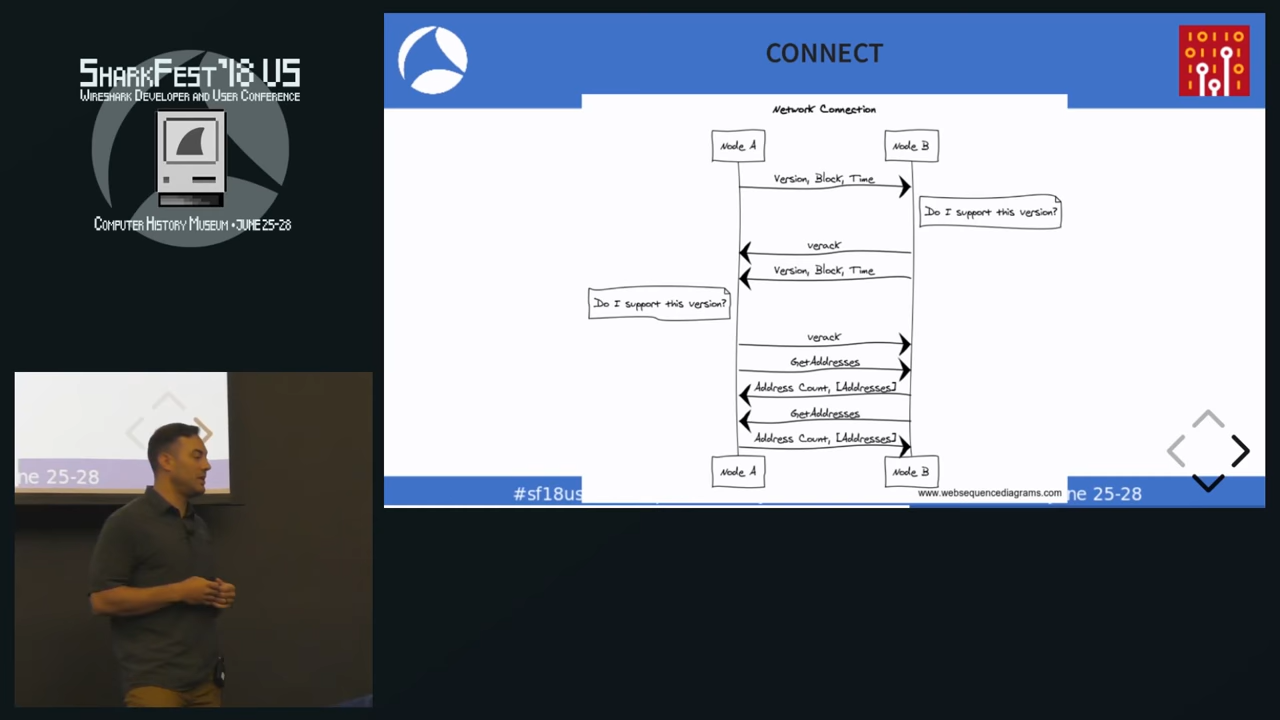 SHARKFEST '18 US
WIRESHARK DEVELOPER AND USER CONFERENCE
COMPUTER HISTORY MUSEUM • JUNE 25-28
CONNECT
01011
Network Connection
Node A
Node B
Version, Block, Time
Do I support this version?
verack
Version, Block, Time
Do I support this version?
verack
GetAddresses
Address Count, [Addresses]
GetAddresses
Address Count, [Addresses]
Node A
Node B
www.websequencediagrams.com
#sf18us
ne 25-28
ne 25-28